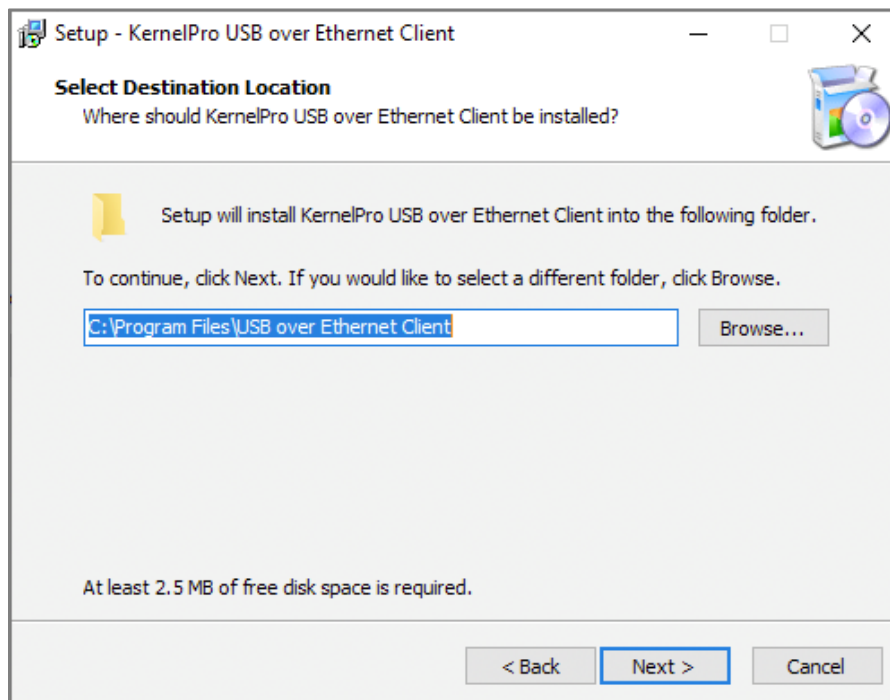 Setup - KernelPro USB over Ethernet Client
Select Destination Location
Where should KernelPro USB over Ethernet Client be installed?
Setup will install KernelPro USB over Ethernet Client into the following folder.
To continue, click Next. If you would like to select a different folder, click Browse.
C:\Program Files\USB over Ethernet Client
Browse...
At least 2.5 MB of free disk space is required.
< Back
Next >
Cancel